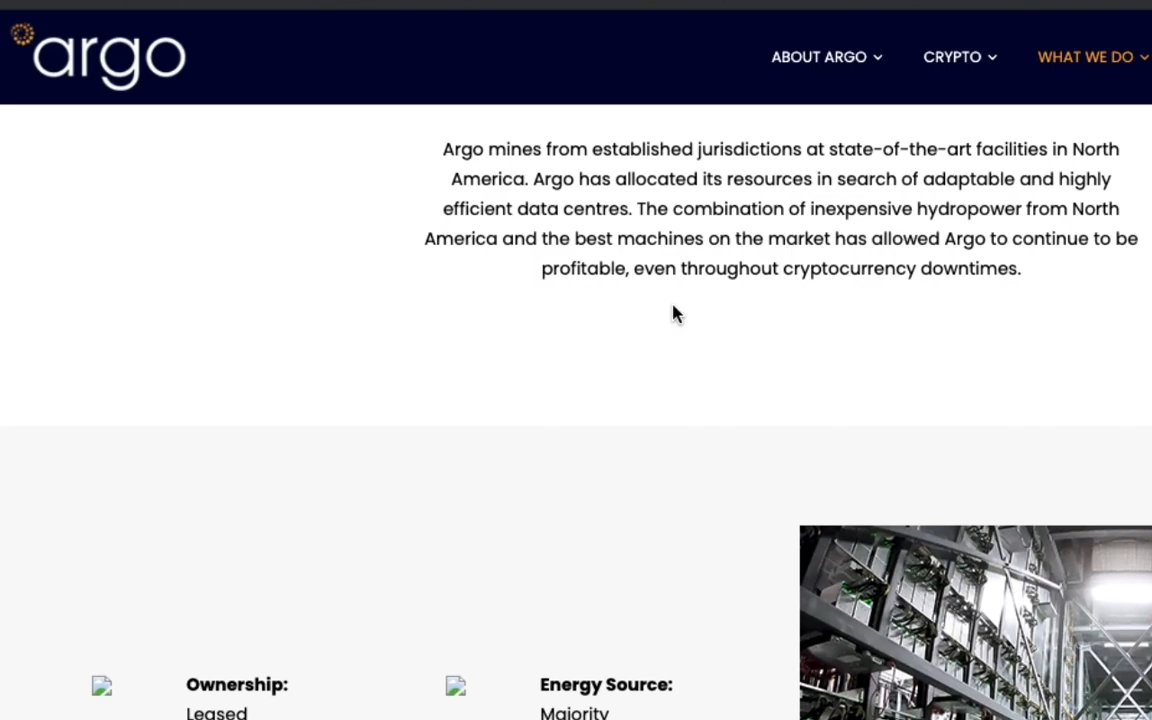 argo
ABOUT ARGO
CRYPTO
WHAT WE DO
Argo mines from established jurisdictions at state-of-the-art facilities in North
America. Argo has allocated its resources in search of adaptable and highly
efficient data centres. The combination of inexpensive hydropower from North
America and the best machines on the market has allowed Argo to continue to be
profitable, even throughout cryptocurrency downtimes.
Ownership:
Leased
Energy Source:
Majority